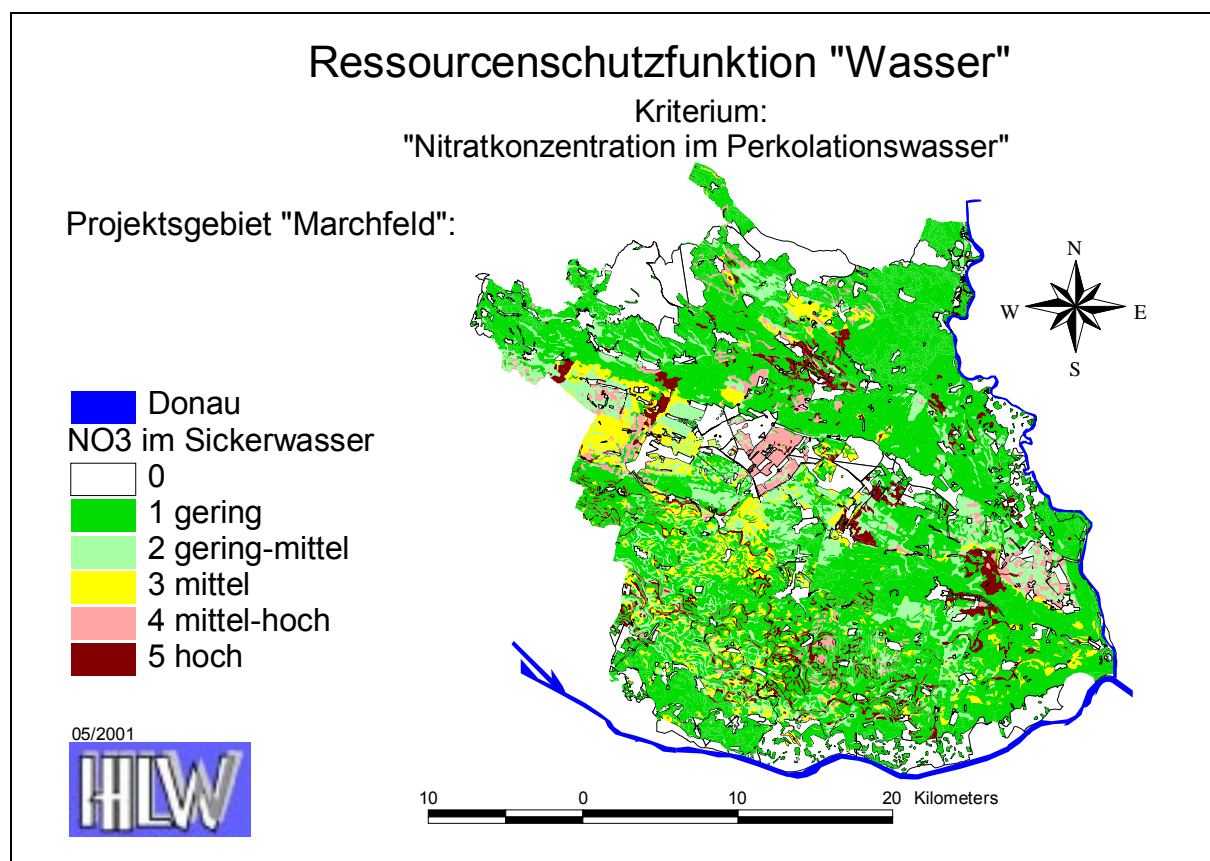 Ressourcenschutzfunktion "Wasser"
Kriterium:
"Nitratkonzentration im Perkolationswasser"
Projektsgebiet "Marchfeld":
N
W
E
S
Donau
NO3 im Sickerwasser
0
1 gering
2 gering-mittel
3 mittel
4 mittel-hoch
5 hoch
05/2001
IHLW
10 0 10 20 Kilometers